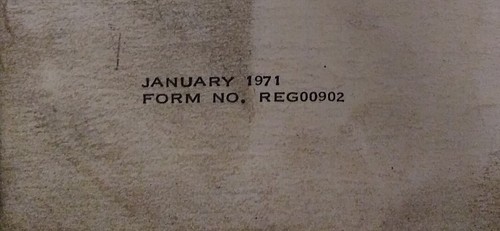 JANUARY 1971
FORM NO. REG00902